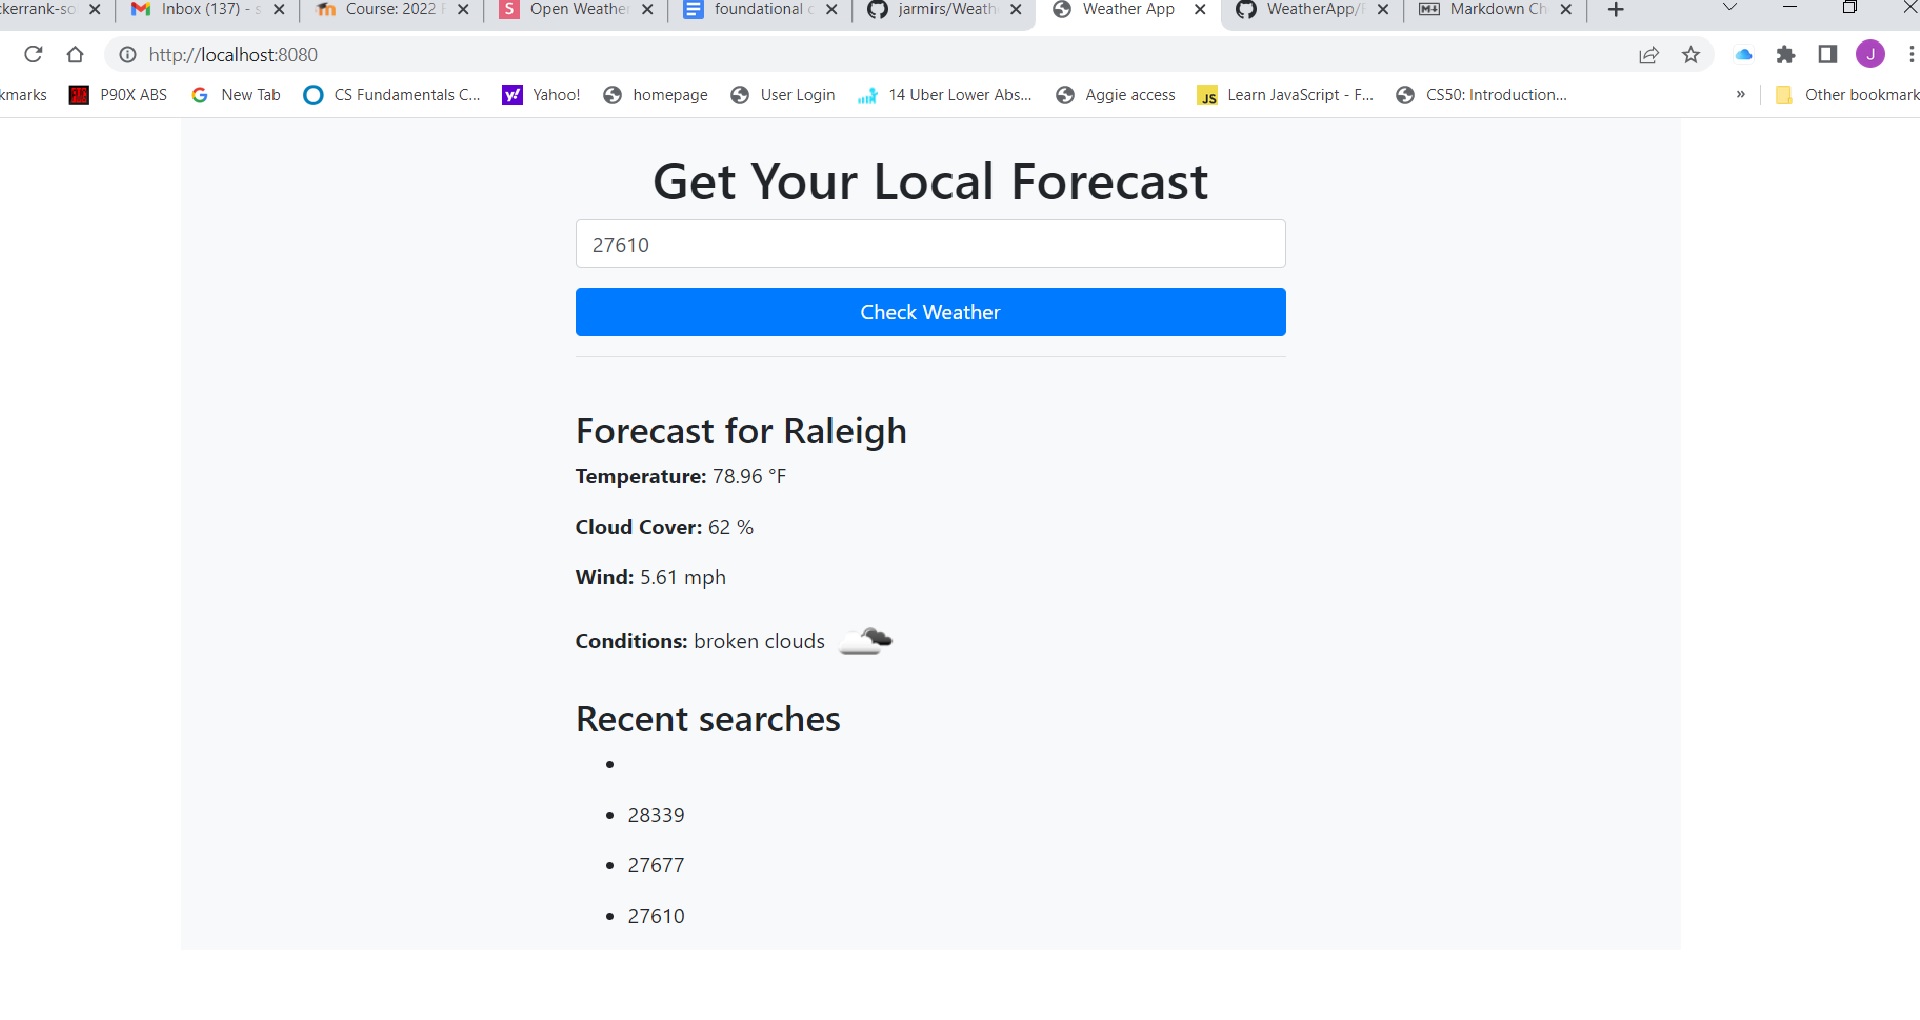 kerrank-so Inbox (137) - s Course: 2022 F S Open Weather foundational c jarmirs/Weath Weather App WeatherApp/ Markdown Ch
http://localhost:8080 J
kmarks P90X ABS New Tab CS Fundamentals C... y! Yahoo! homepage User Login 14 Uber Lower Abs... Aggie access JS Learn JavaScript - F... CS50: Introduction... » Other bookmark
Get Your Local Forecast
27610
Check Weather
Forecast for Raleigh
Temperature: 78.96 °F
Cloud Cover: 62 %
Wind: 5.61 mph
Conditions: broken clouds
Recent searches
•
• 28339
• 27677
• 27610